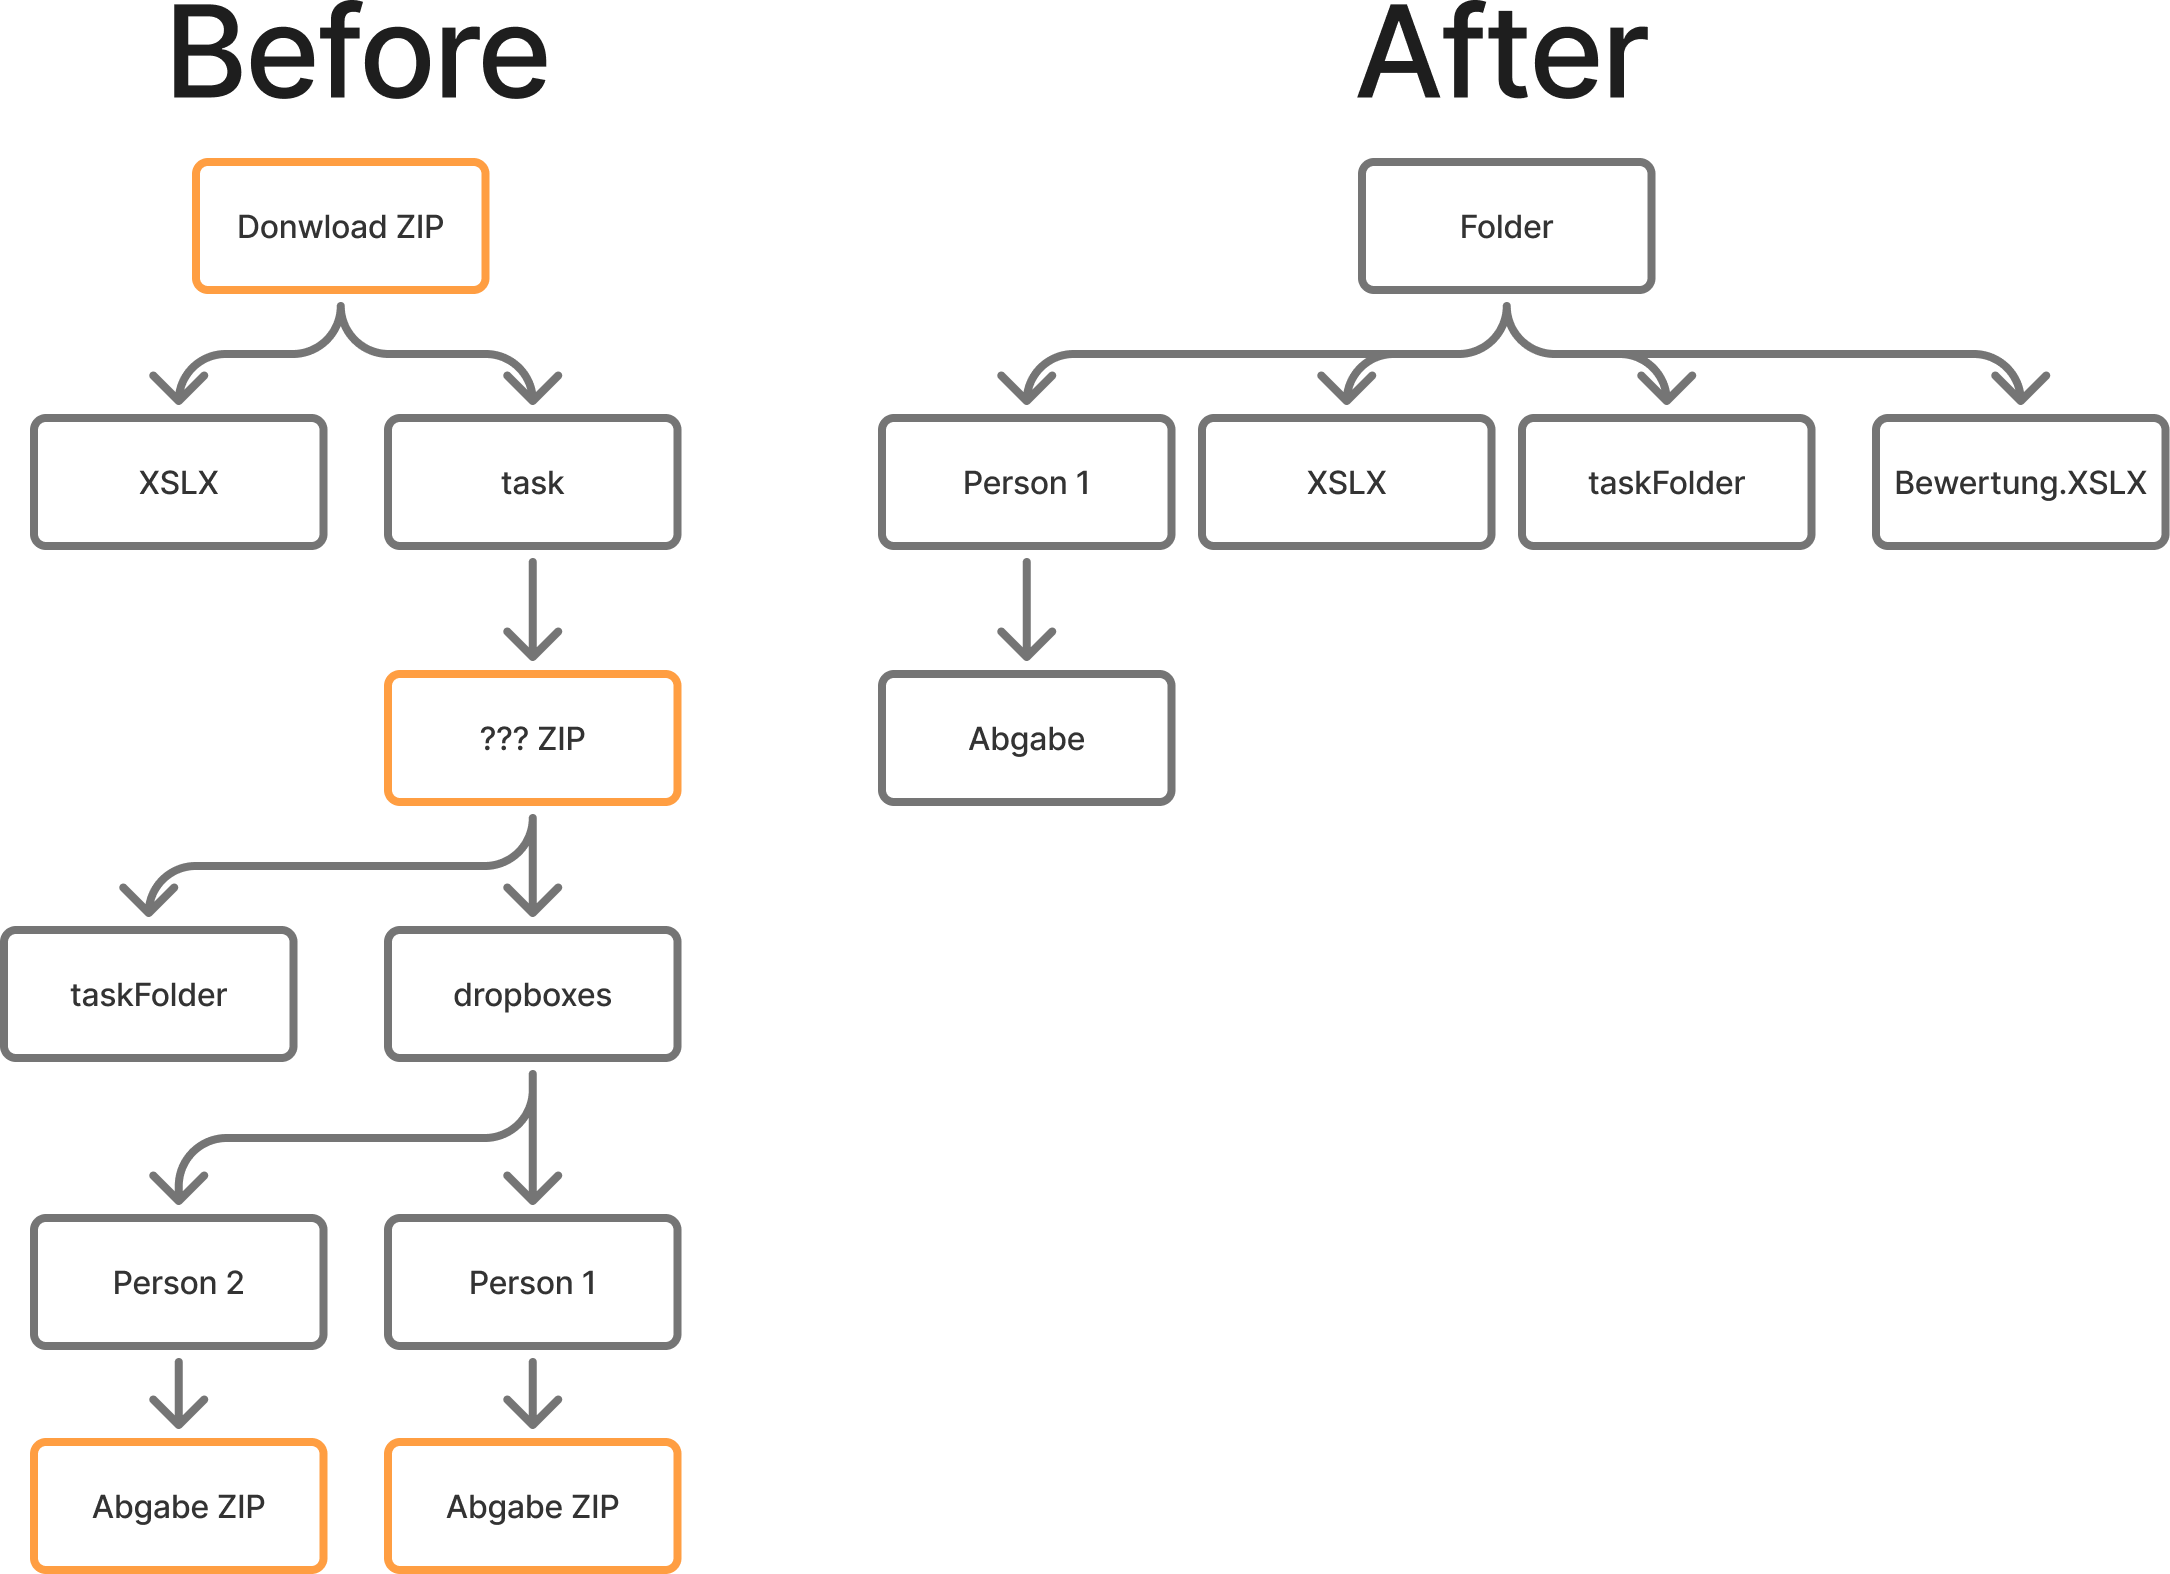 Before
After
Donwload ZIP
Folder
XSLX
task
Person 1
XSLX
taskFolder
Bewertung.XSLX
??? ZIP
Abgabe
taskFolder
dropboxes
Person 2
Person 1
Abgabe ZIP
Abgabe ZIP